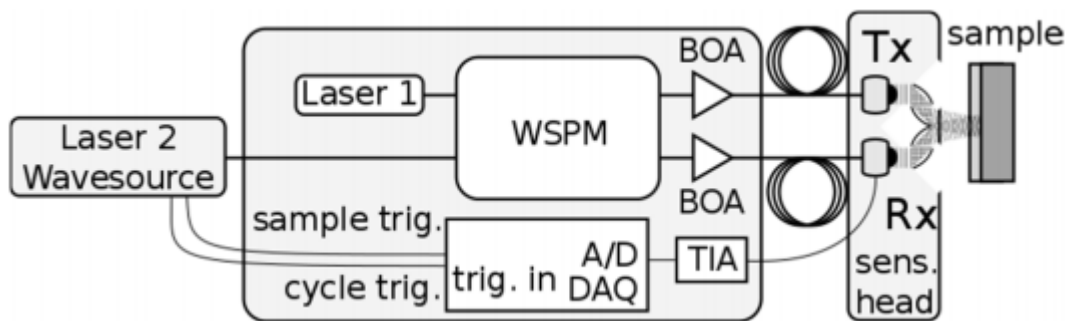 BOA
Tx
sample
Laser 1
WSPM
Laser 2
Wavesource
BOA
Rx
sample trig.
A/D
TIA
sens.
cycle trig.
trig. in
DAQ
head